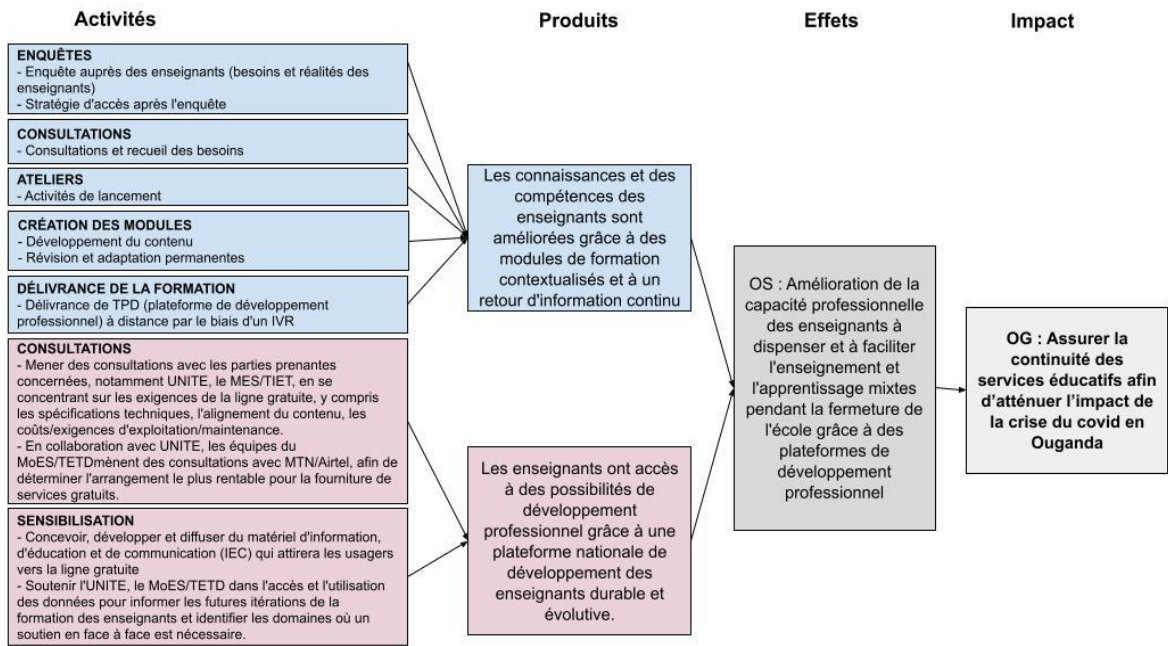 Activités
Produits
Effets
Impact
ENQUÊTES
- Enquête auprès des enseignants (besoins et réalités des
enseignants)
- Stratégie d'accès après l'enquête
CONSULTATIONS
- Consultations et recueil des besoins
ATELIERS
- Activités de lancement
CRÉATION DES MODULES
- Développement du contenu
- Révision et adaptation permanentes
DÉLIVRANCE DE LA FORMATION
- Délivrance de TPD (plateforme de développement
professionnel) à distance par le biais d'un IVR
CONSULTATIONS
- Mener des consultations avec les parties prenantes
concernées, notamment UNITE, le MES/TIET, en se
concentrant sur les exigences de la ligne gratuite, y compris
les spécifications techniques, l'alignement du contenu, les
coûts/exigences d'exploitation/maintenance.
- En collaboration avec UNITE, les équipes du
MoES/TETDmènent des consultations avec MTN/Airtel, afin de
déterminer l'arrangement le plus rentable pour la fourniture de
services gratuits.
SENSIBILISATION
- Concevoir, développer et diffuser du matériel d'information,
d'éducation et de communication (IEC) qui attirera les usagers
vers la ligne gratuite
- Soutenir l'UNITE, le MoES/TETD dans l'accès et l'utilisation
des données pour informer les futures itérations de la
formation des enseignants et identifier les domaines où un
soutien en face à face est nécessaire.
Les connaissances et des
compétences des
enseignants sont
améliorées grâce à des
modules de formation
contextualisés et à un
retour d'information continu
Les enseignants ont accès
à des possibilités de
développement
professionnel grâce à une
plateforme nationale de
développement des
enseignants durable et
évolutive.
OS : Amélioration de la
capacité professionnelle
des enseignants à
dispenser et à faciliter
l'enseignement et
l'apprentissage mixtes
pendant la fermeture de
l'école grâce à des
plateformes de
développement
professionnel
OG : Assurer la
continuité des
services éducatifs afin
d’atténuer l’impact de
la crise du covid en
Ouganda